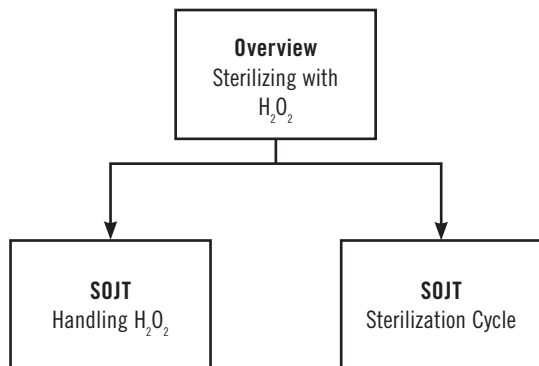 Overview
Sterilizing with
H₂O₂
SOJT
Handling H₂O₂
SOJT
Sterilization Cycle